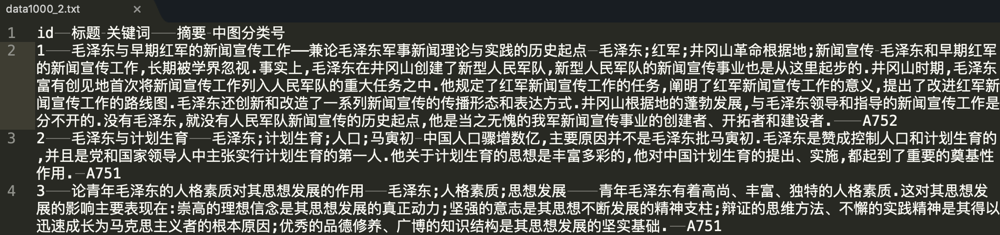 data1000_2.txt ×
1 id 标题 关键词 摘要 中图分类号
2 1 毛泽东与早期红军的新闻宣传工作——兼论毛泽东军事新闻理论与实践的历史起点 毛泽东;红军;井冈山革命根据地;新闻宣传 毛泽东和早期红军
的新闻宣传工作,长期被学界忽视.事实上,毛泽东在井冈山创建了新型人民军队,新型人民军队的新闻宣传事业也是从这里起步的.井冈山时期,毛泽东
富有创见地首次将新闻宣传工作列入人民军队的重大任务之中.他规定了红军新闻宣传工作的任务,阐明了红军新闻宣传工作的意义,提出了改进红军新
闻宣传工作的路线图.毛泽东还创新和改造了一系列新闻宣传的传播形态和表达方式.井冈山根据地的蓬勃发展,与毛泽东领导和指导的新闻宣传工作是
分不开的.没有毛泽东,就没有人民军队新闻宣传的历史起点,他是当之无愧的我军新闻宣传事业的创建者、开拓者和建设者. A752
3 2 毛泽东与计划生育 毛泽东;计划生育;人口;马寅初 中国人口骤增数亿,主要原因并不是毛泽东批马寅初.毛泽东是赞成控制人口和计划生育的
,并且是党和国家领导人中主张实行计划生育的第一人.他关于计划生育的思想是丰富多彩的,他对中国计划生育的提出、实施,都起到了重要的奠基性
作用. A751
4 3 论青年毛泽东的人格素质对其思想发展的作用 毛泽东;人格素质;思想发展 青年毛泽东有着高尚、丰富、独特的人格素质.这对其思想发
展的影响主要表现在:崇高的理想信念是其思想发展的真正动力;坚强的意志是其思想不断发展的精神支柱;辩证的思维方法、不懈的实践精神是其得以
迅速成长为马克思主义者的根本原因;优秀的品德修养、广博的知识结构是其思想发展的坚实基础. A751